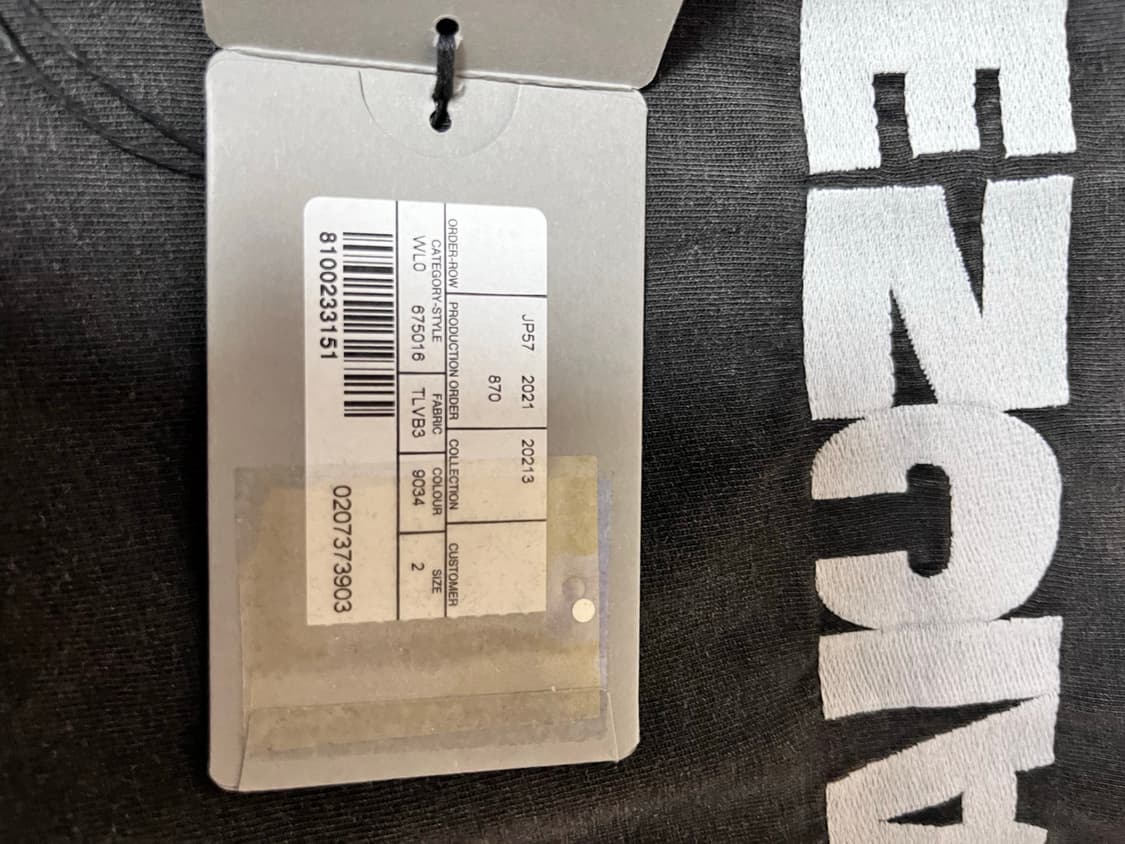 ENCIA
JP57 2021 20213
870
ORDER-ROW PRODUCTION ORDER COLLECTION CUSTOMER
CATEGORY-STYLE FABRIC COLOUR SIZE
WL0 675016 TLVB3 9034 2
0207373903
8100233151